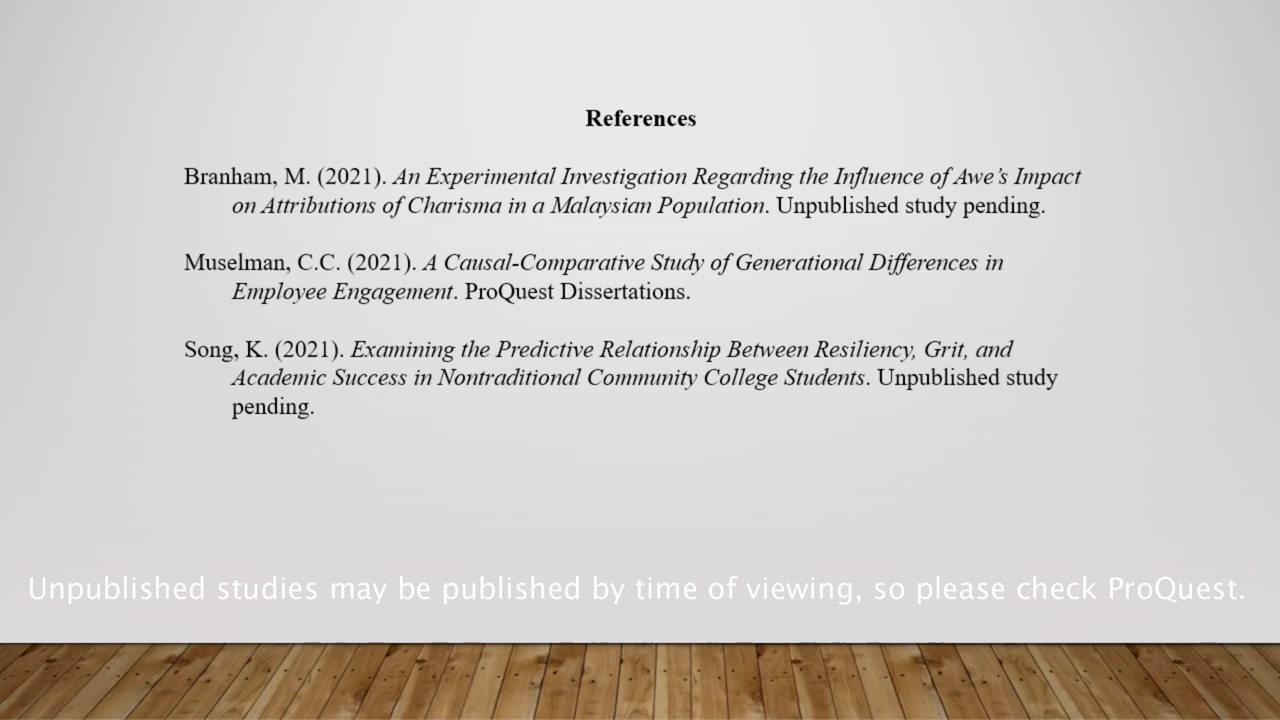 References
Branham, M. (2021). An Experimental Investigation Regarding the Influence of Awe’s Impact
on Attributions of Charisma in a Malaysian Population. Unpublished study pending.
Muselman, C.C. (2021). A Causal-Comparative Study of Generational Differences in
Employee Engagement. ProQuest Dissertations.
Song, K. (2021). Examining the Predictive Relationship Between Resiliency, Grit, and
Academic Success in Nontraditional Community College Students. Unpublished study
pending.
Unpublished studies may be published by time of viewing, so please check ProQuest.